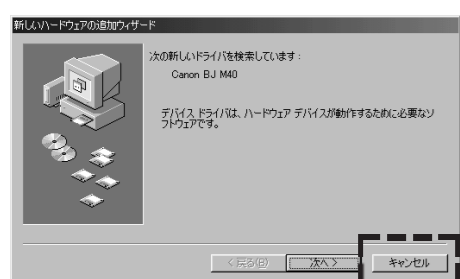 新しいハードウェアの追加ウィザード
次の新しいドライバを検索しています：
Canon BJ M40
デバイス ドライバは、ハードウェア デバイスが動作するために必要なソ
フトウェアです。
< 戻る(B)
次へ >
キャンセル